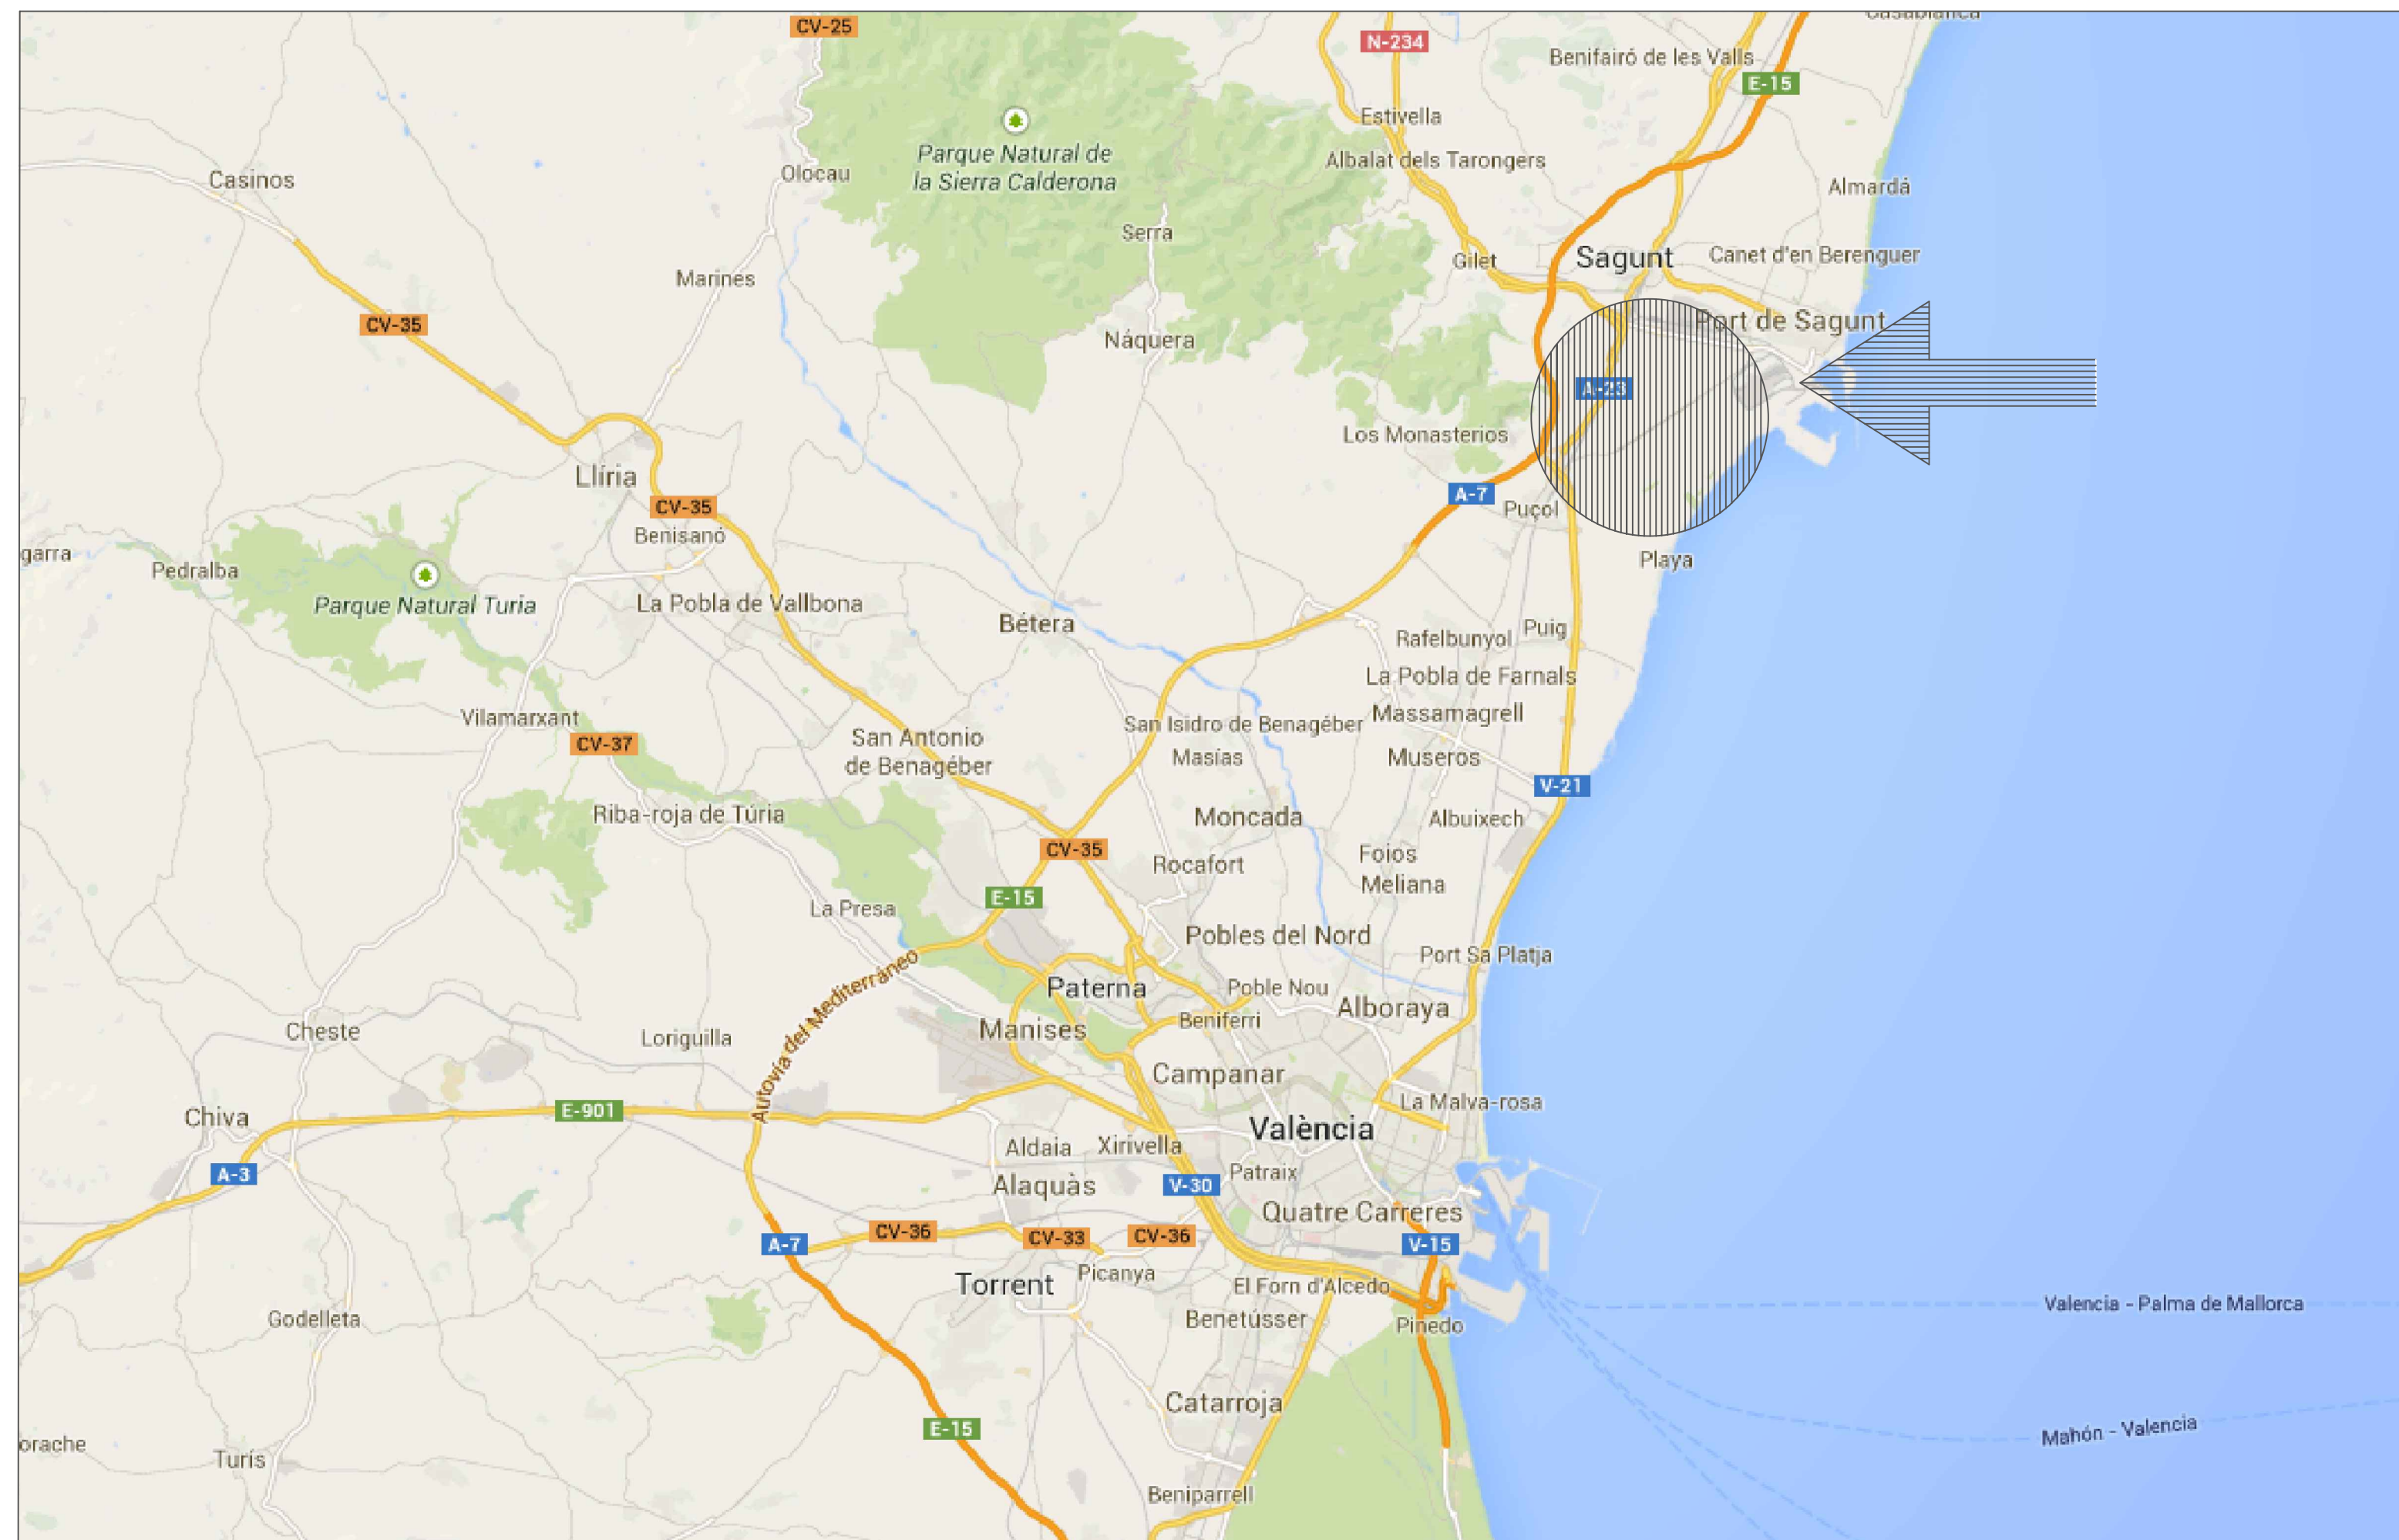 Casablanca
CV-25
N-234
Benifairó de les Valls
E-15
Estivella
Parque Natural de
la Sierra Calderona
Albalat dels Tarongers
Casinos
Olocau
Almardá
Serra
Sagunt
Canet d'en Berenguer
Gilet
Marines
CV-35
Port de Sagunt
Náquera
A-23
Los Monasterios
Llíria
A-7
CV-35
Puçol
Benisanó
garra
Playa
Pedralba
Parque Natural Turia
La Pobla de Vallbona
Bétera
Rafelbunyol
Puig
La Pobla de Farnals
Vilamarxant
San Isidro de Benagéber
Massamagrell
CV-37
San Antonio
de Benagéber
Masías
Museros
V-21
Riba-roja de Túria
Moncada
Albuixech
CV-35
Foios
Rocafort
Meliana
E-15
La Presa
Pobles del Nord
Port Sa Platja
Autovía del Mediterráneo
Paterna
Poble Nou
Alboraya
Beniferri
Cheste
Manises
Loriguilla
Campanar
La Malva-rosa
E-901
Chiva
València
Aldaia
Xirivella
A-3
Patraix
Alaquàs
V-30
Quatre Carreres
CV-36
CV-33
CV-36
A-7
V-15
Torrent
Picanya
El Forn d'Alcedo
Valencia - Palma de Mallorca
Godelleta
Benetússer
Pinedo
Catarroja
E-15
Mahón - Valencia
orache
Turís
Beniparrell